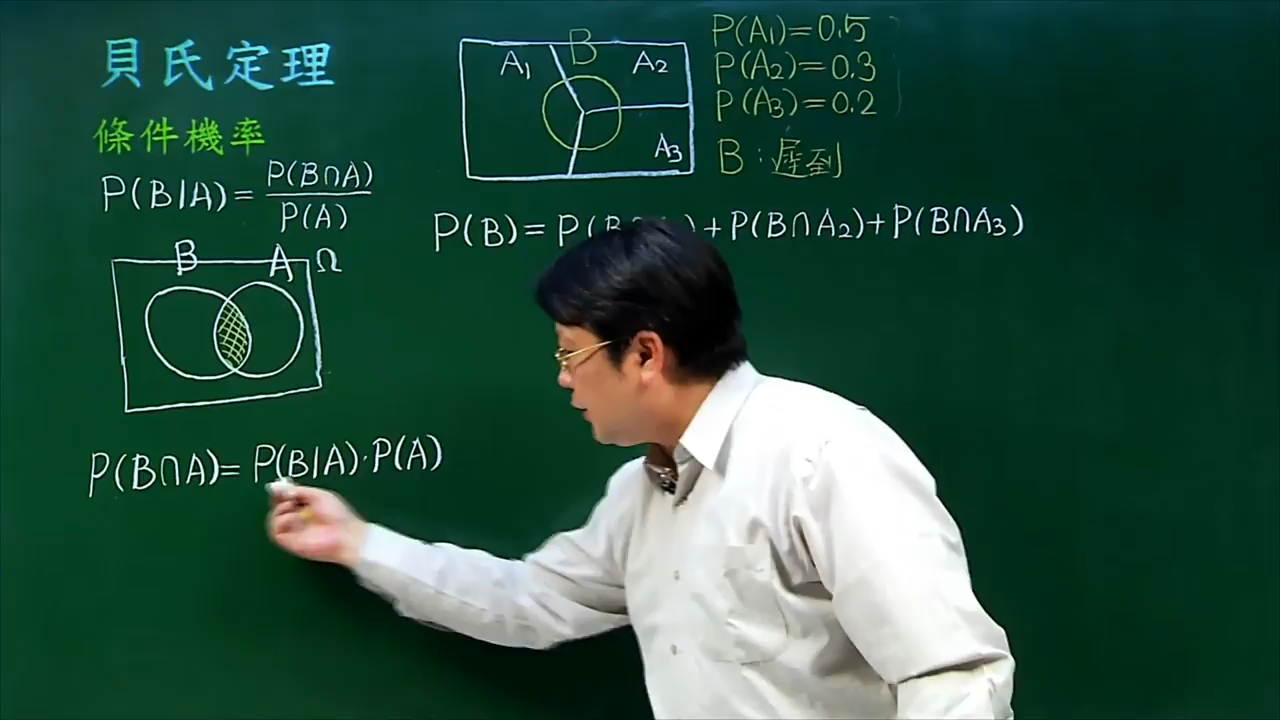 貝氏定理
條件機率
P(B|A)= P(B∩A) / P(A)
B A Ω
P(B∩A)= P(B|A)·P(A)
B
A₁ A₂
A₃
P(A₁)=0.5
P(A₂)=0.3
P(A₃)=0.2
B:遲到
P(B)= P(B )+P(B∩A₂)+P(B∩A₃)